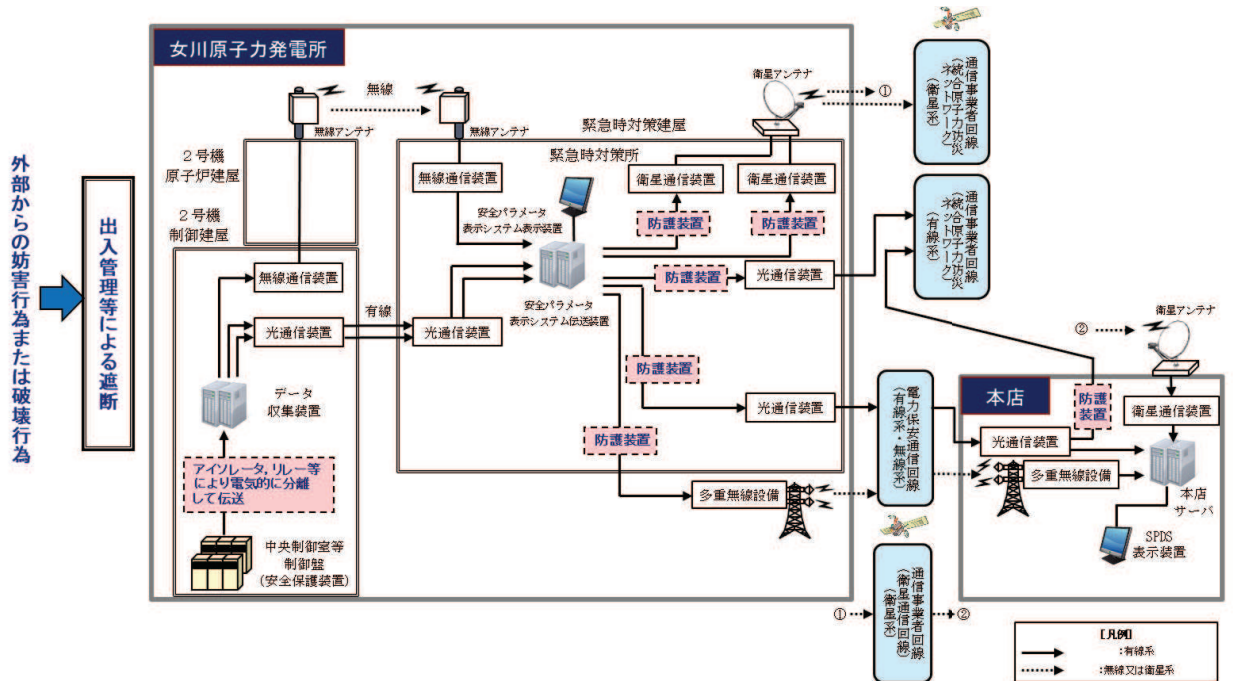 外部からの妨害行為または破壊行為
出入管理等による遮断
女川原子力発電所
無線
無線アンテナ
無線アンテナ
衛星アンテナ
2号機
原子炉建屋
2号機
制御建屋
緊急時対策建屋
緊急時対策所
無線通信装置
無線通信装置
衛星通信装置
衛星通信装置
安全パラメータ
表示システム表示装置
防護装置
防護装置
防護装置
光通信装置
安全パラメータ
表示システム伝送装置
有線
光通信装置
光通信装置
データ
収集装置
防護装置
光通信装置
防護装置
アイソレータ，リレー等
により電気的に分離
して伝送
中央制御室等
制御盤
(安全保護装置)
多重無線設備
①
通信事業者回線
(統合原子力防災
ネットワーク)
(衛星系)
通信事業者回線
(統合原子力防災
ネットワーク)
(有線系)
②
衛星アンテナ
電力保安通信回線
(有線系・無線系)
本店
防護
装置
衛星通信装置
光通信装置
多重無線設備
本店
サーバ
SPDS
表示装置
①
通信事業者回線
(衛星通信回線)
(衛星系)
②
[凡例]
:有線系
:無線又は衛星系